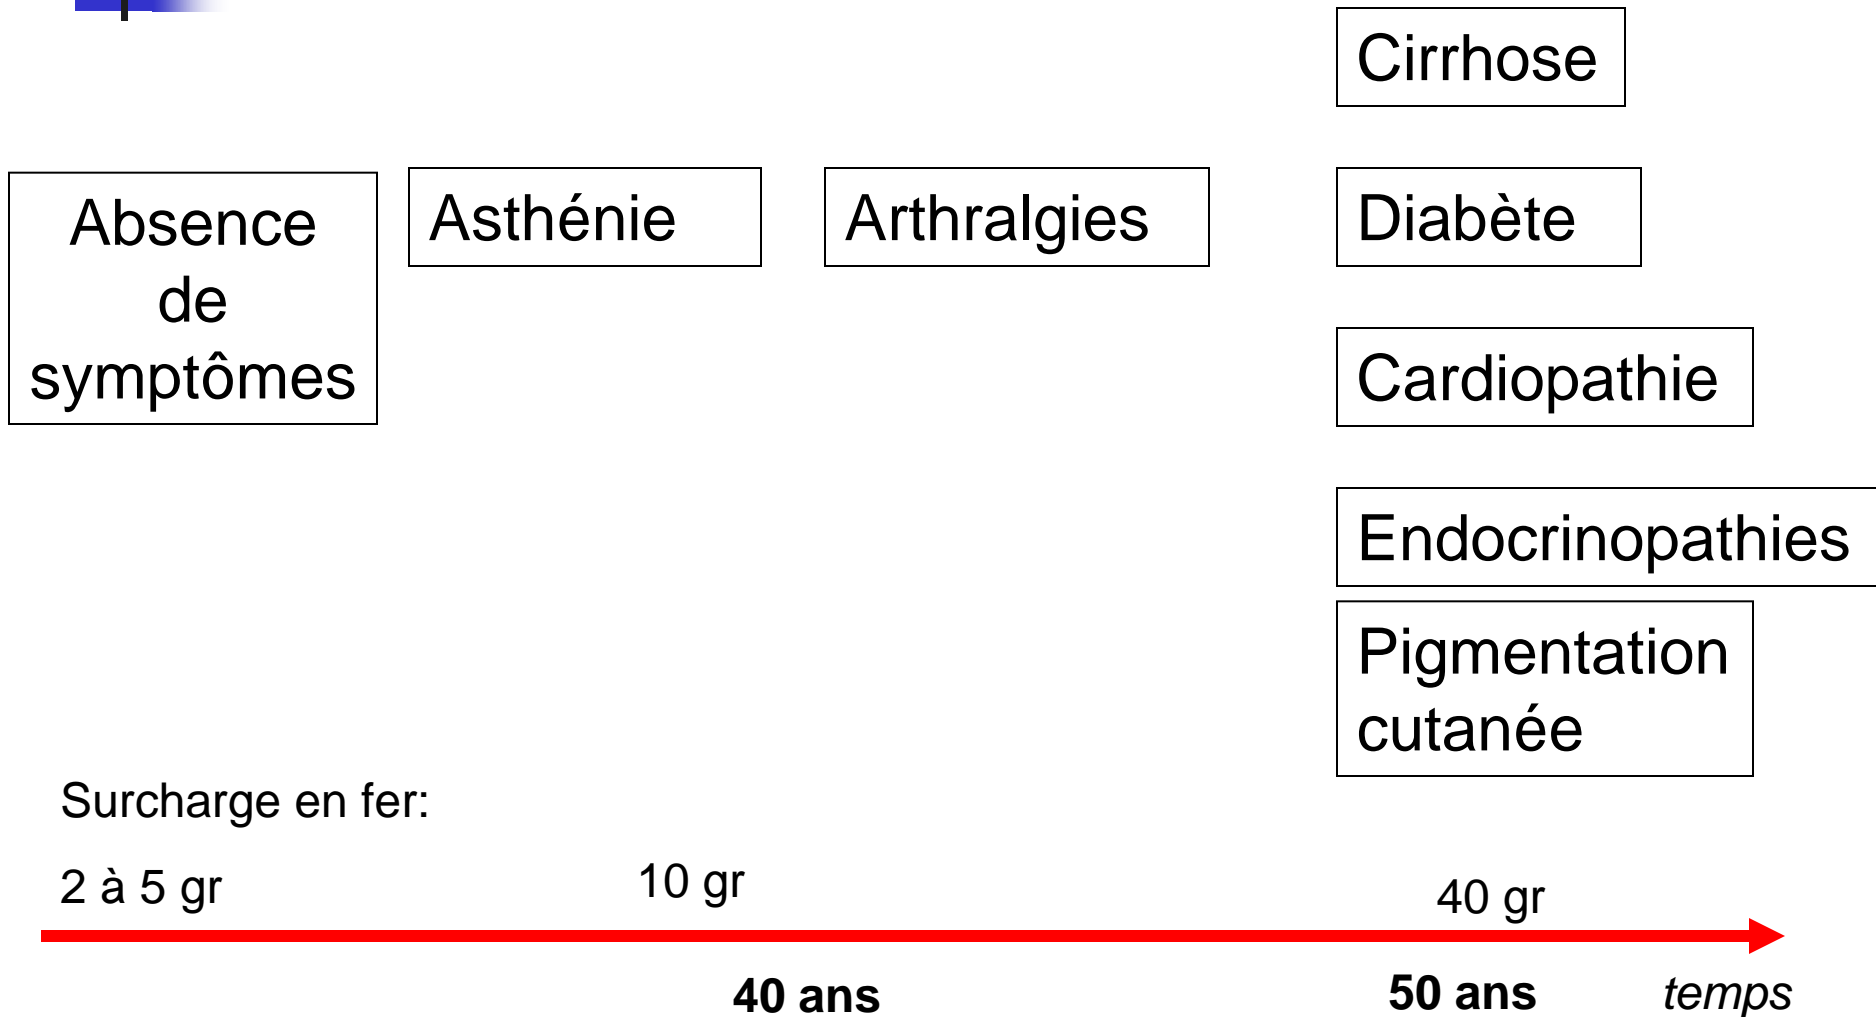 Cirrhose
Absence
de
symptômes
Asthénie
Arthralgies
Diabète
Cardiopathie
Endocrinopathies
Pigmentation
cutanée
Surcharge en fer:
2 à 5 gr
10 gr
40 gr
40 ans
50 ans
temps